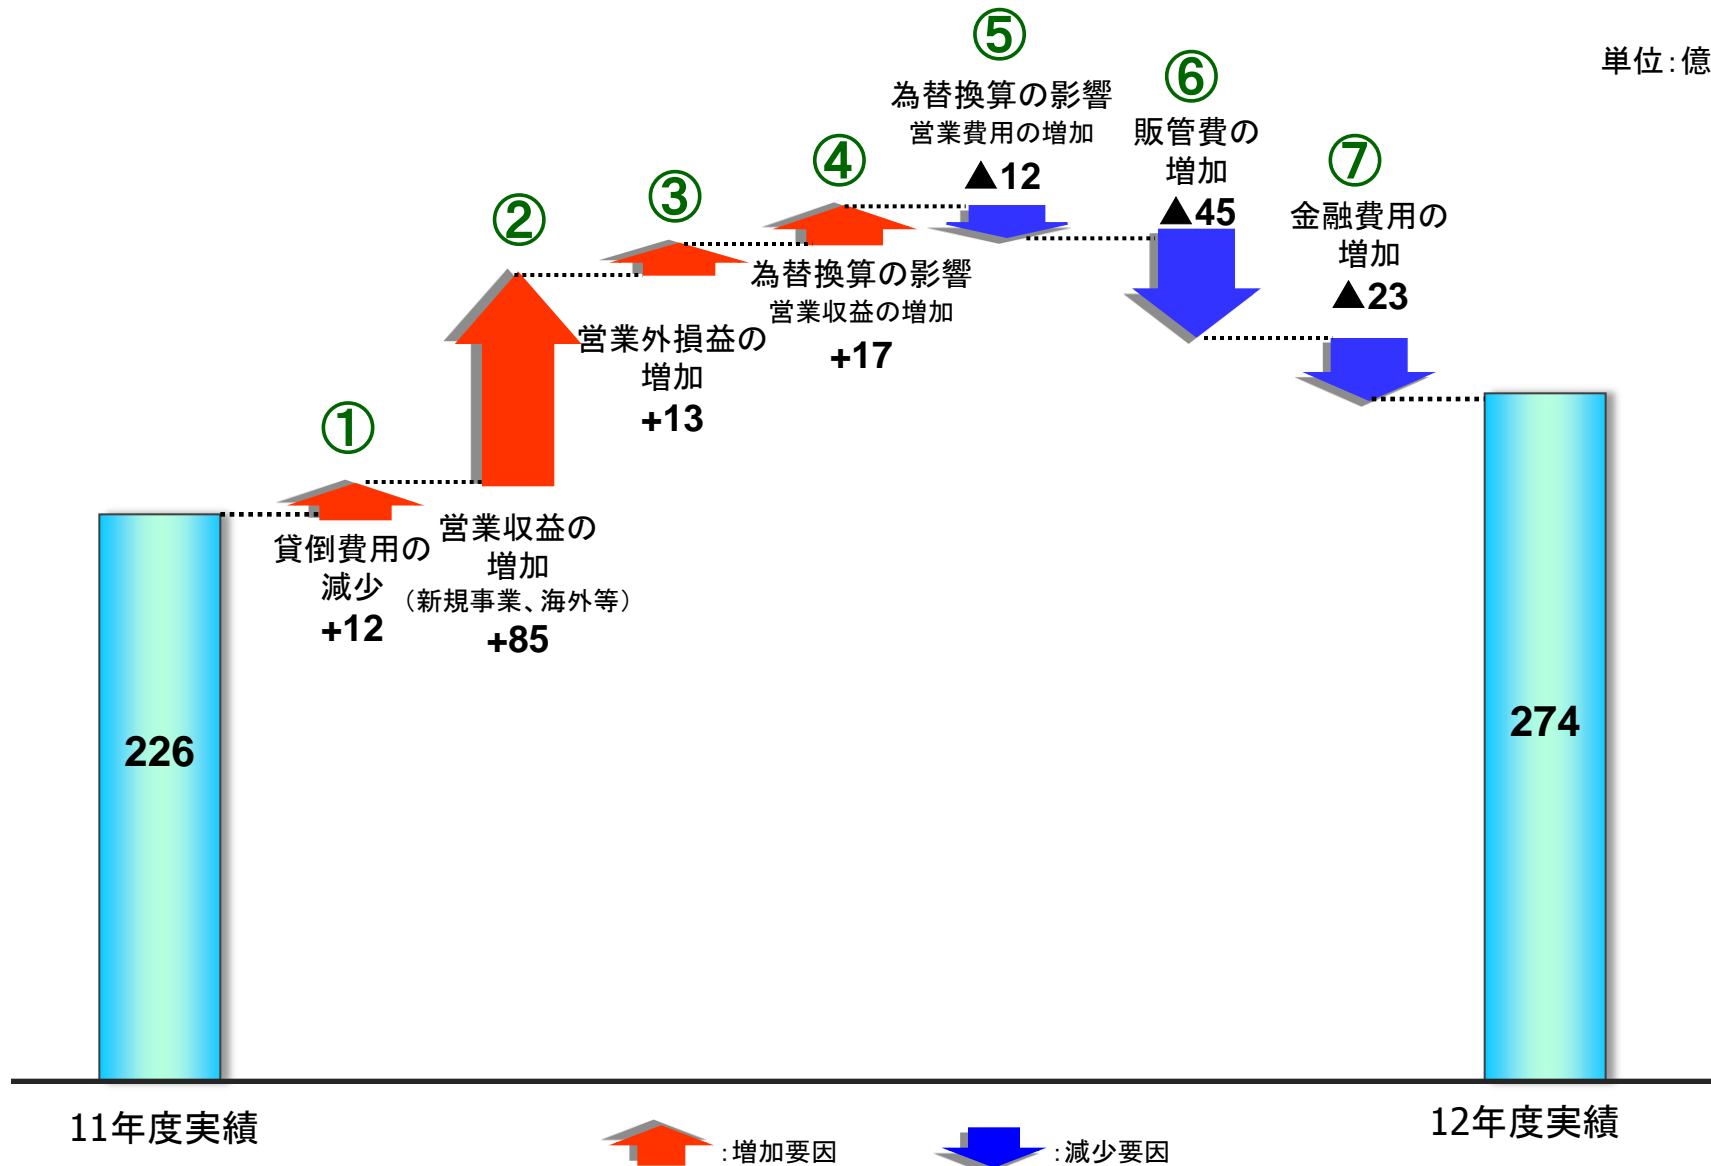 単位：億
①
貸倒費用の
減少
+12
②
営業収益の
増加
（新規事業、海外等）
+85
③
営業外損益の
増加
+13
④
為替換算の影響
営業収益の増加
+17
⑤
為替換算の影響
営業費用の増加
▲12
⑥
販管費の
増加
▲45
⑦
金融費用の
増加
▲23
226
274
11年度実績
12年度実績
：増加要因
：減少要因